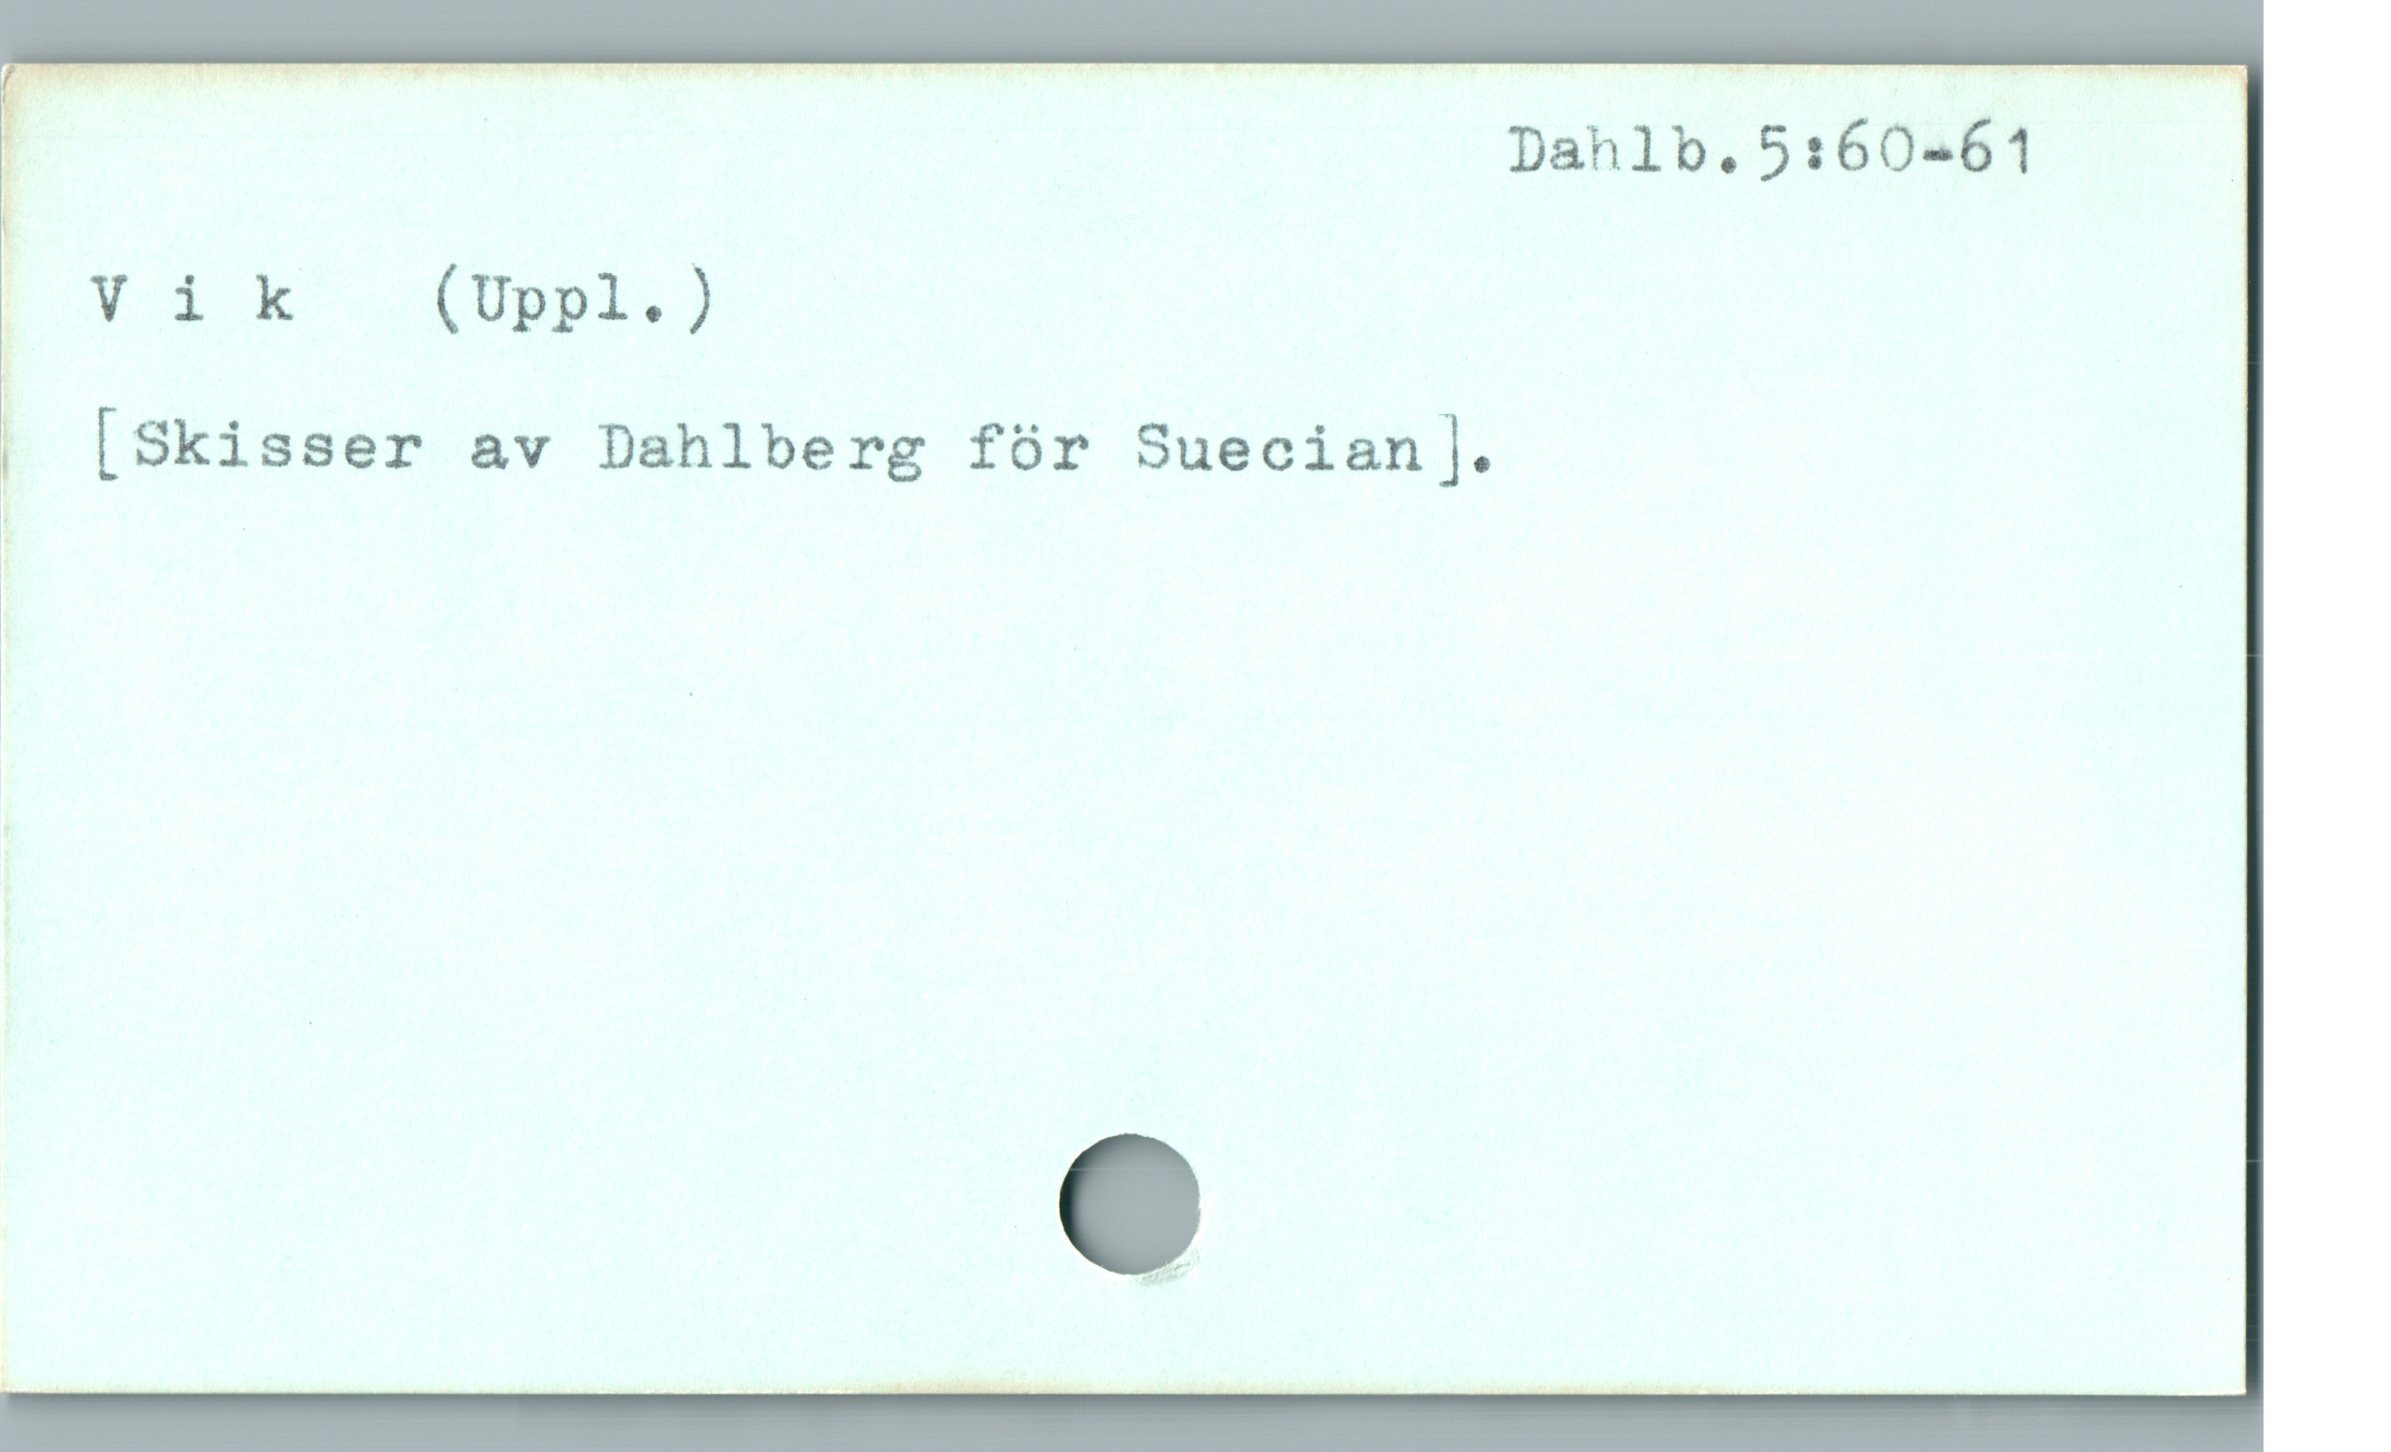 Dahlb.5:60-61
V i k (Uppl.)
[Skisser av Dahlberg för Suecian].